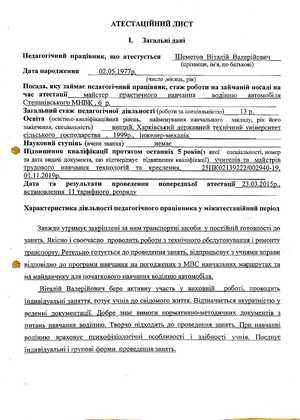 АТЕСТАЦІЙНИЙ ЛИСТ
І. Загальні дані
Педагогічний працівник, що атестується Шеметов Віталій Валерійович
(прізвище, ім'я, по батькові)
Дата народження 02.05.1977р.
(число, місяць, рік)
Посада, яку займає педагогічний працівник, стаж роботи на займаній посаді на
час атестації майстер практичного навчання водінню автомобіля
Степанівського МНВК , 6 р.
Загальний стаж педагогічної діяльності (роботи за спеціальністю) 13 р.
Освіта (освітньо-кваліфікаційний рівень, найменування навчального закладу, рік його
закінчення, спеціальність) вищий, Харківський державний технічний університет
сільського господарства , 1999р., інженер-механік
Науковий ступінь (вчене звання) немає
Підвищення кваліфікації протягом останніх 5 років(з якої спеціальності, номер
та дата видачі документа, що підтверджує підвищення кваліфікації) учителів та майстрів
трудового навчання технологій та креслення, 25ПК02139222/002940-19,
01.11.2019р.
Дата та результати проведення попередньої атестації 23.03.2015р.,
встановлення 11 тарифного розряду
Характеристика діяльності педагогічного працівника у міжатестаційний період
Завжди утримує закріплені за ним транспортні засоби у постійній готовності до
занять. Якісно і своєчасно проводить роботи з технічного обслуговування і ремонту
транспорту. Ретельно готується до проведення занять, відпрацьовує з учнями вправи
відповідно до програми навчання на погоджених з МВС навчальних маршрутах та
на майданчику для початкового навчання водінню автомобіля.
Віталій Валерійович бере активну участь у виховній роботі, проводить
індивідуальні заняття, готує учнів до свідомого життя. Відзначається акуратністю у
веденні документації. Добре знає вимоги нормативно-методичних документів з
питань навчання водінню. Творчо підходить до проведення занять. При навчанні
водінню враховує психофізіологічні особливості і здібності учнів. Поєднує
індивідуальні і групові форми проведення занять.